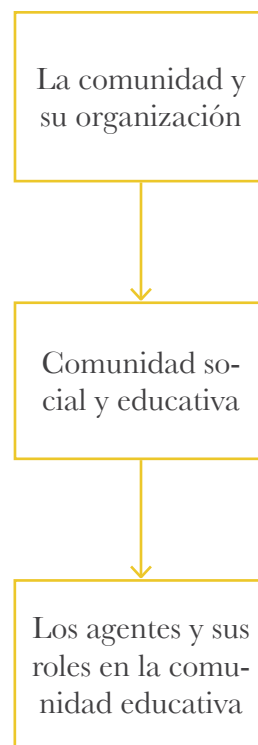 La comunidad y
su organización
Comunidad so-
cial y educativa
Los agentes y sus
roles en la comu-
nidad educativa